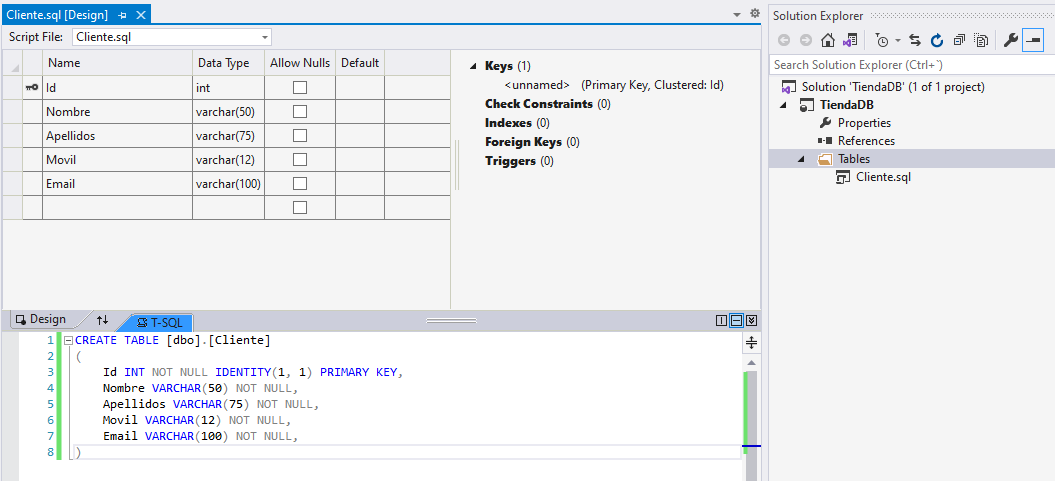 Cliente.sql [Design]
Script File: Cliente.sql
Name Data Type Allow Nulls Default
Id int
Nombre varchar(50)
Apellidos varchar(75)
Movil varchar(12)
Email varchar(100)
Keys (1)
<unnamed> (Primary Key, Clustered: Id)
Check Constraints (0)
Indexes (0)
Foreign Keys (0)
Triggers (0)
Design T-SQL
1 CREATE TABLE [dbo].[Cliente]
2 (
3 Id INT NOT NULL IDENTITY(1, 1) PRIMARY KEY,
4 Nombre VARCHAR(50) NOT NULL,
5 Apellidos VARCHAR(75) NOT NULL,
6 Movil VARCHAR(12) NOT NULL,
7 Email VARCHAR(100) NOT NULL,
8 )
Solution Explorer
Search Solution Explorer (Ctrl+`)
Solution 'TiendaDB' (1 of 1 project)
TiendaDB
Properties
References
Tables
Cliente.sql